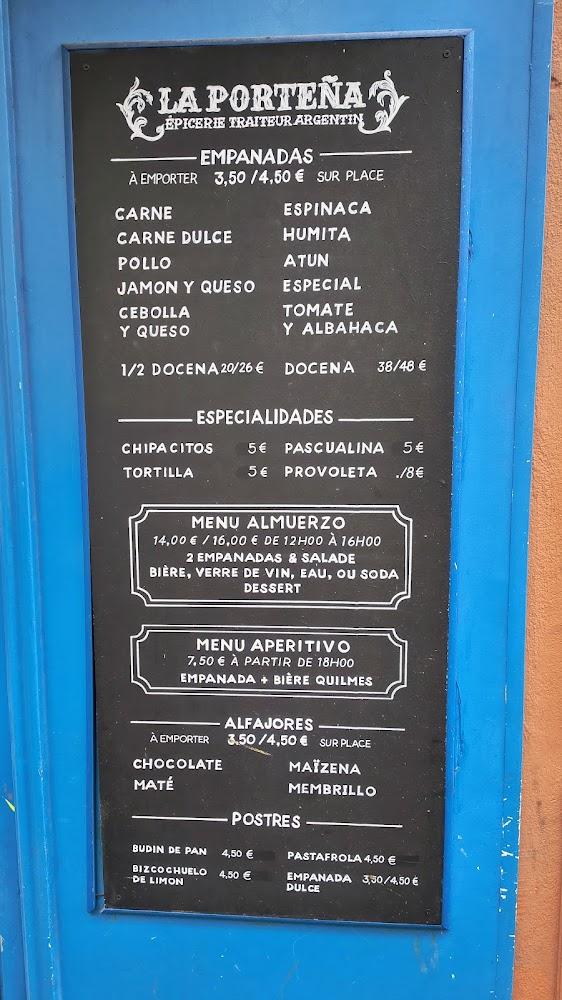 LA PORTEÑA
ÉPICERIE TRAITEUR ARGENTIN
EMPANADAS
À EMPORTER 3,50 /4,50 € SUR PLACE
CARNE ESPINACA
CARNE DULCE HUMITA
POLLO ATUN
JAMON Y QUESO ESPECIAL
CEBOLLA TOMATE
Y QUESO Y ALBAHACA
1/2 DOCENA 20/26 € DOCENA 38/48 €
ESPECIALIDADES
CHIPACITOS 5€ PASCUALINA 5€
TORTILLA 5€ PROVOLETA ./8€
MENU ALMUERZO
14,00 € / 16,00 € DE 12H00 À 16H00
2 EMPANADAS & SALADE
BIÈRE, VERRE DE VIN, EAU, OU SODA
DESSERT
MENU APERITIVO
7,50 € À PARTIR DE 18H00
EMPANADA + BIÈRE QUILMES
ALFAJORES
À EMPORTER 3,50 /4,50 € SUR PLACE
CHOCOLATE MAÏZENA
MATÉ MEMBRILLO
POSTRES
BUDIN DE PAN 4,50 € PASTAFROLA 4,50 €
BIZCOCHUELO 4,50 € EMPANADA 3,50/4,50 €
DE LIMON DULCE